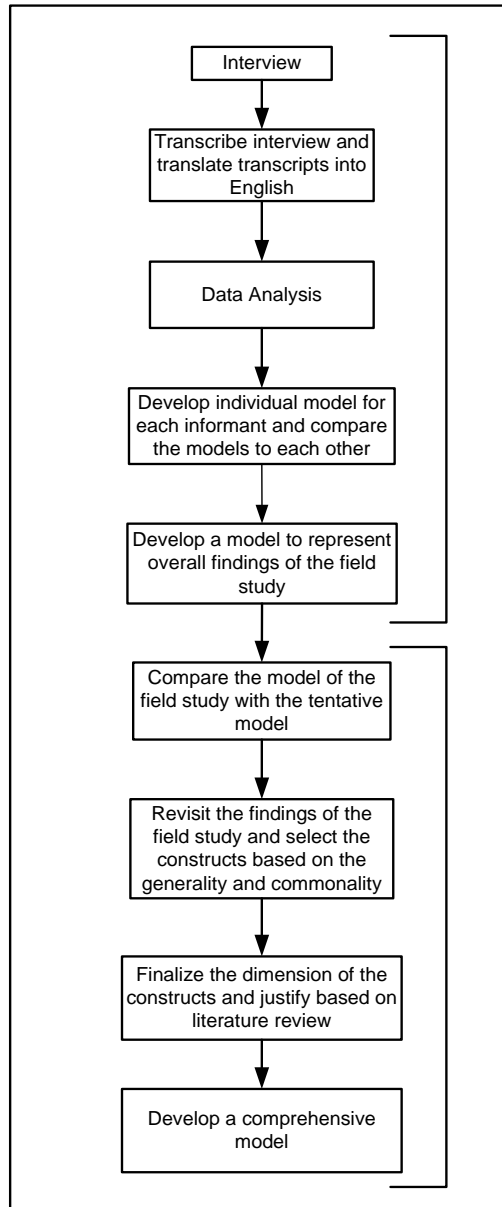 Interview
Transcribe interview and
translate transcripts into
English
Data Analysis
Develop individual model for
each informant and compare
the models to each other
Develop a model to represent
overall findings of the field
study
Compare the model of the
field study with the tentative
model
Revisit the findings of the
field study and select the
constructs based on the
generality and commonality
Finalize the dimension of the
constructs and justify based on
literature review
Develop a comprehensive
model